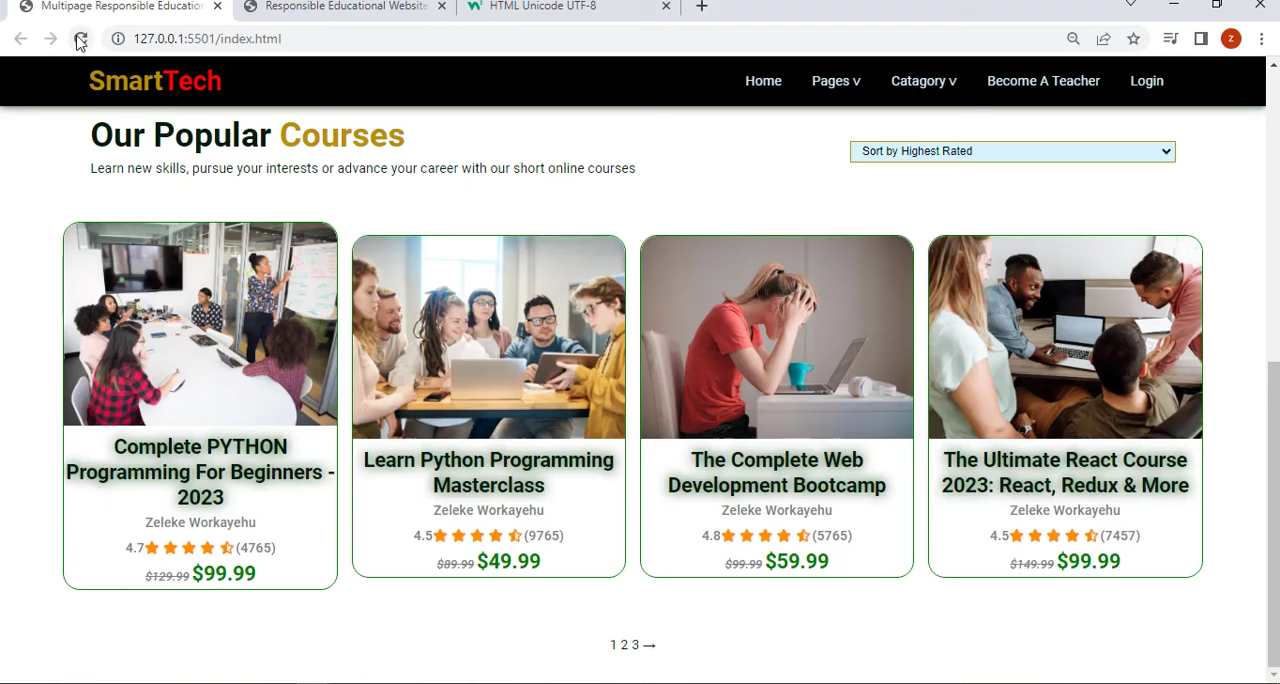 Multipage Responsible Educatio
Responsible Educational Website
HTML Unicode UTF-8
127.0.0.1:5501/index.html
z
SmartTech
Home Pages v Catagory v Become A Teacher Login
Our Popular Courses
Learn new skills, pursue your interests or advance your career with our short online courses
Sort by Highest Rated
Complete PYTHON
Programming For Beginners -
2023
Zeleke Workayehu
4.7 (4765)
$129.99 $99.99
Learn Python Programming
Masterclass
Zeleke Workayehu
4.5 (9765)
$89.99 $49.99
The Complete Web
Development Bootcamp
Zeleke Workayehu
4.8 (5765)
$99.99 $59.99
The Ultimate React Course
2023: React, Redux & More
Zeleke Workayehu
4.5 (7457)
$149.99 $99.99
1 2 3 →